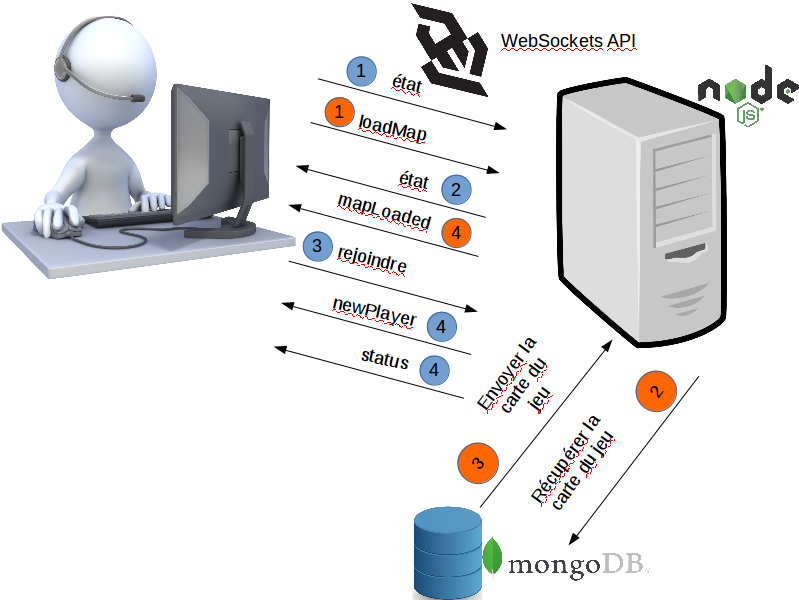 WebSockets API
node
JS
1
état
1
loadMap
état
2
mapLoaded
4
3
rejoindre
newPlayer
4
status
4
Envoyer la
carte du
jeu
3
2
Récupérer la
carte du jeu
mongoDB